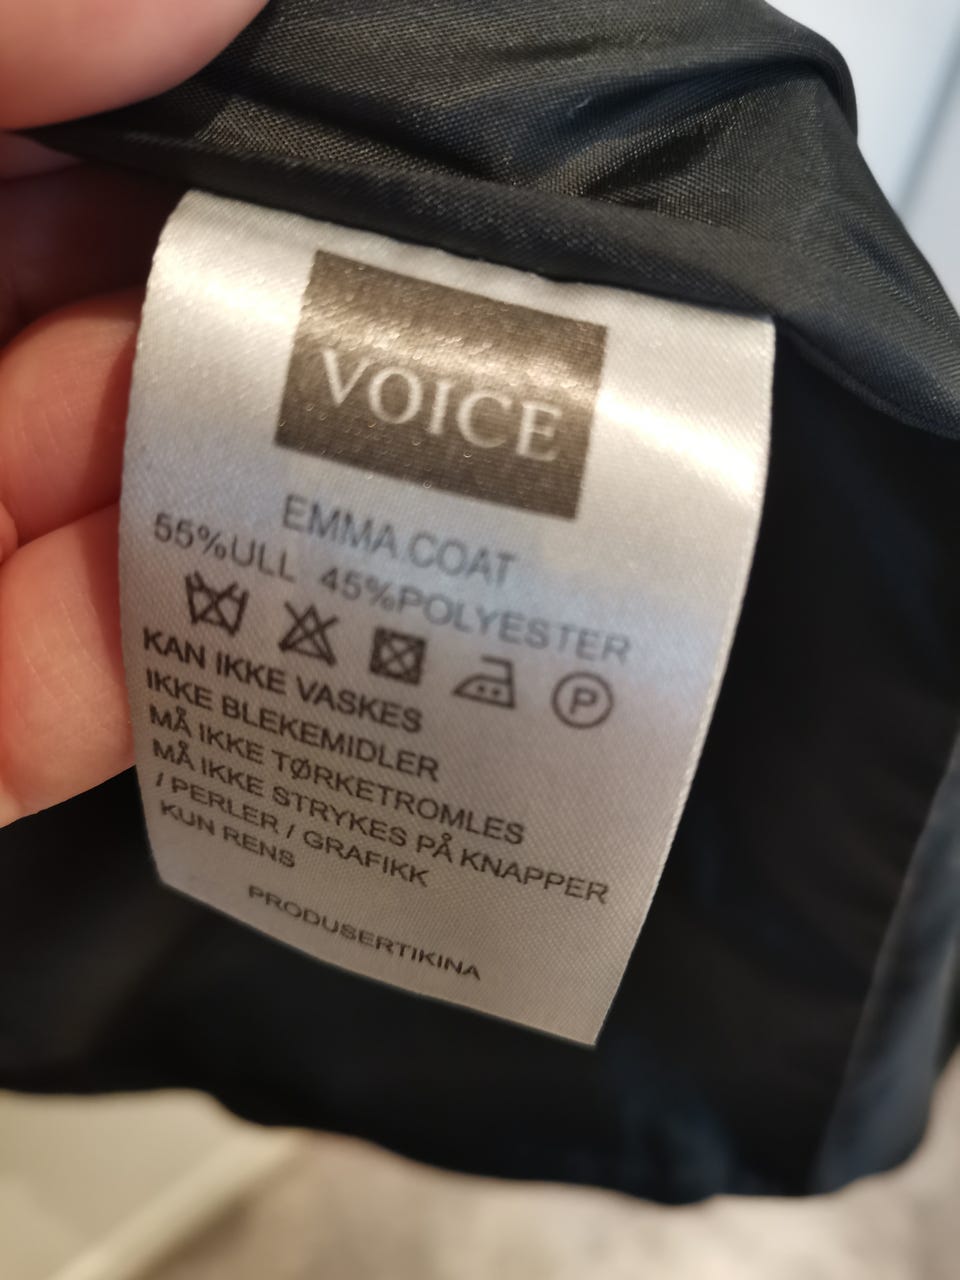 VOICE
EMMA COAT
55%ULL 45%POLYESTER
P
KAN IKKE VASKES
IKKE BLEKEMIDLER
MÅ IKKE TØRKETROMLES
MÅ IKKE STRYKES PÅ KNAPPER
/ PERLER / GRAFIKK
KUN RENS
PRODUSERTIKINA